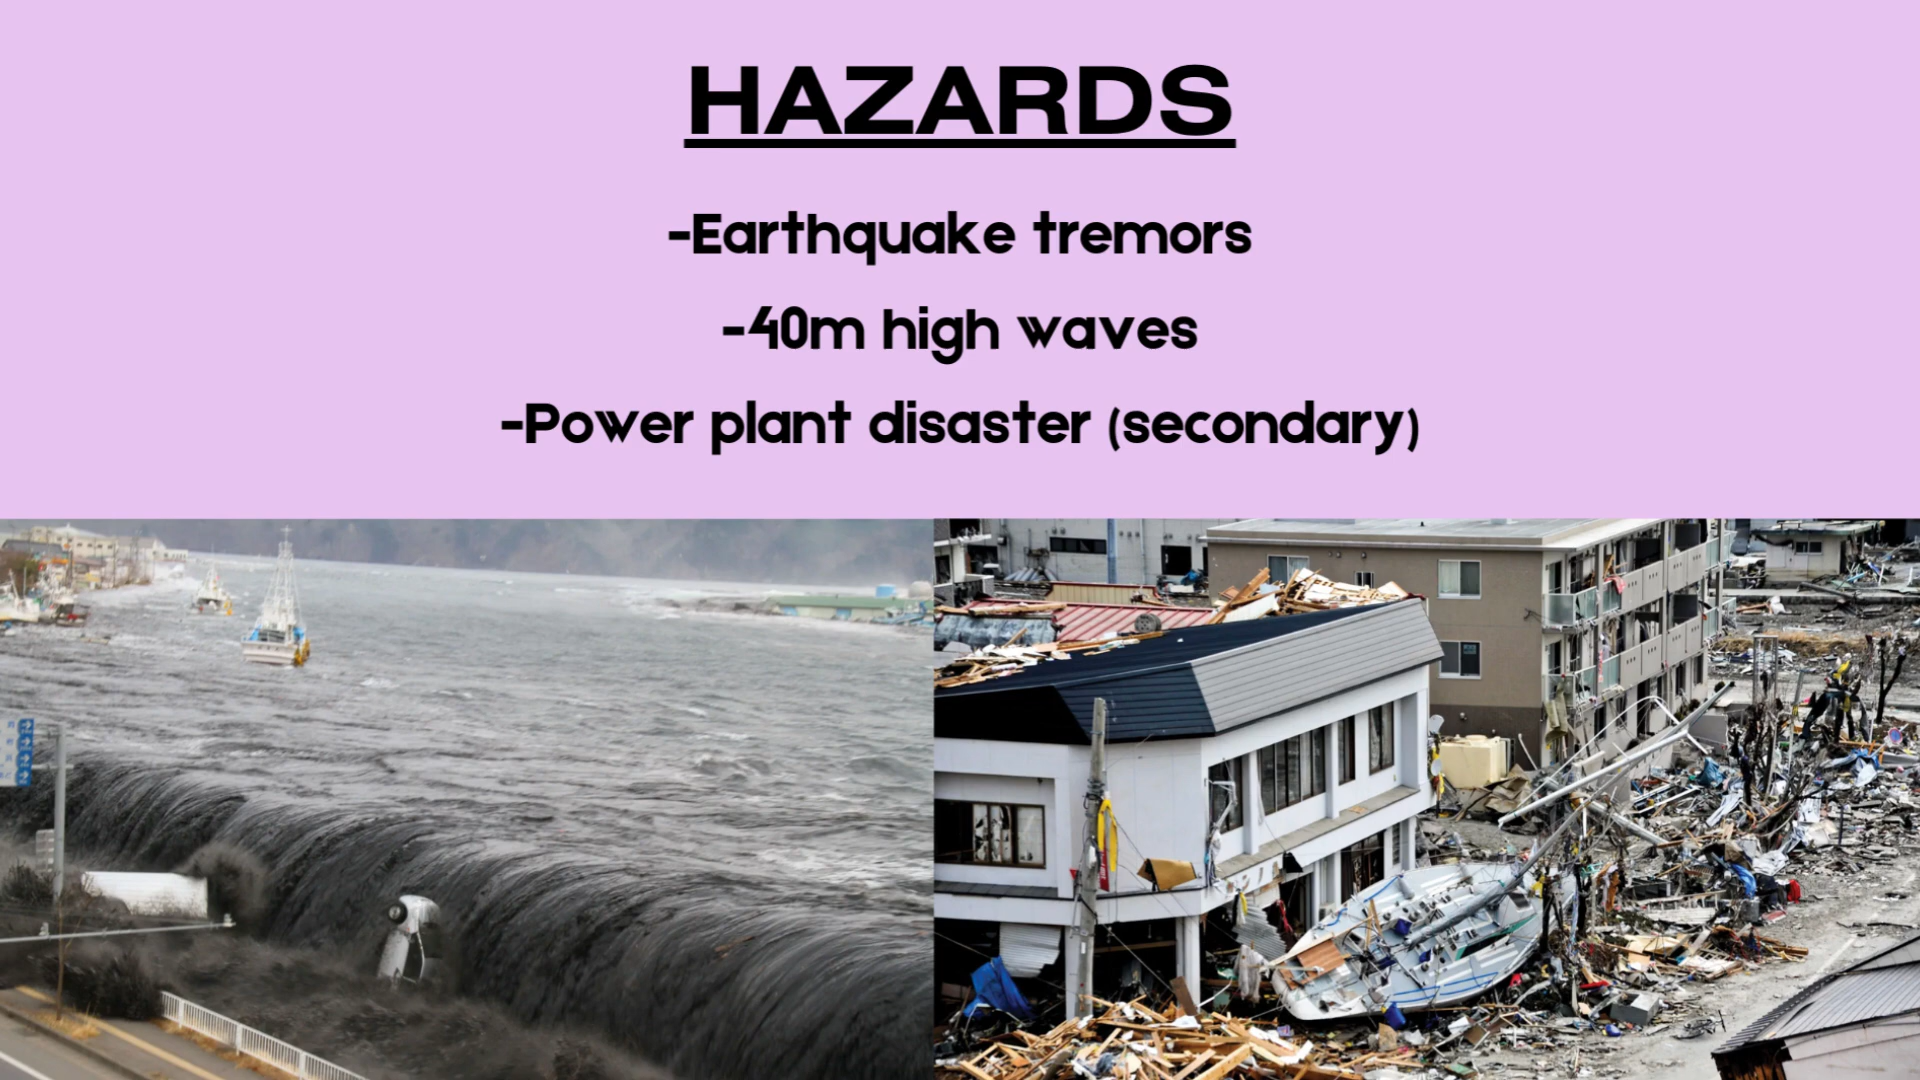 HAZARDS
-Earthquake tremors
-40m high waves
-Power plant disaster (secondary)